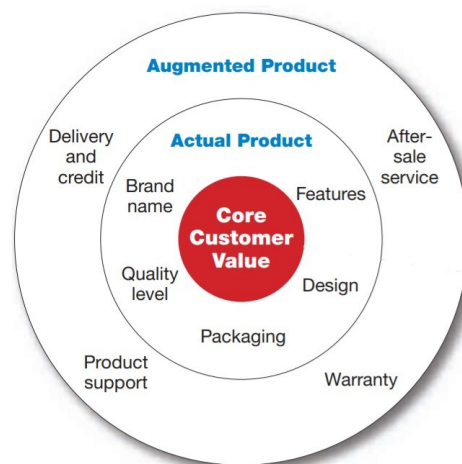 Augmented Product
Delivery
and
credit
After-
sale
service
Actual Product
Brand
name
Features
Core
Customer
Value
Quality
level
Design
Packaging
Product
support
Warranty